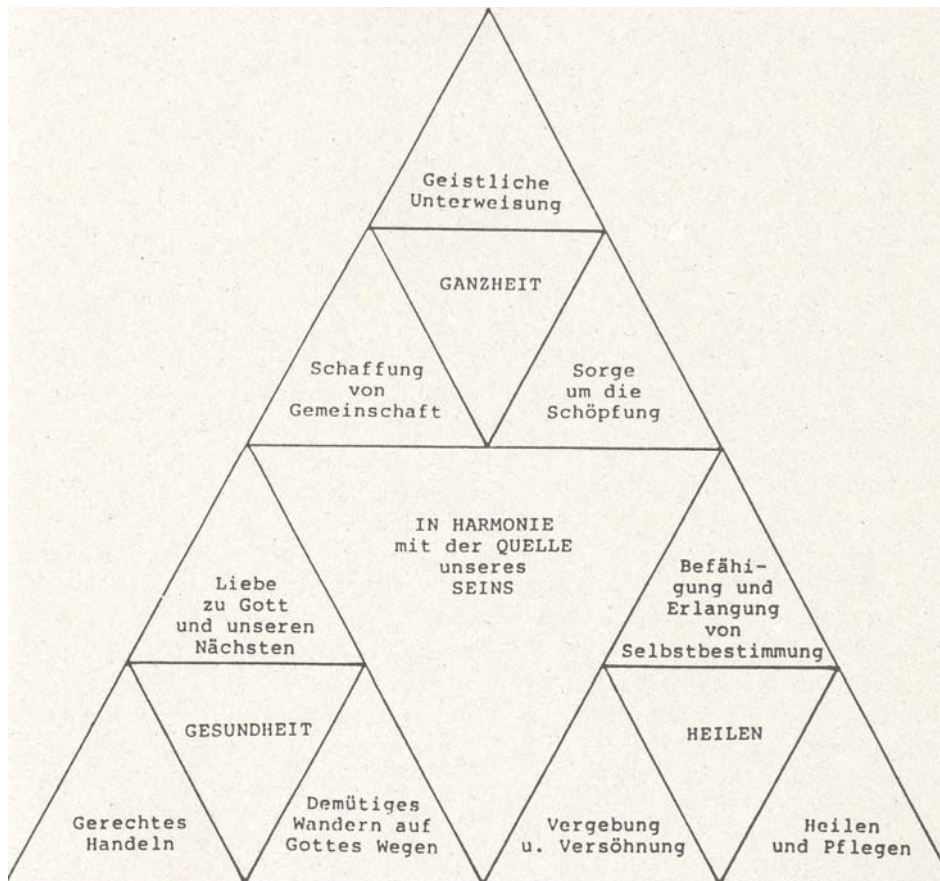 Geistliche
Unterweisung
GANZHEIT
Schaffung
von
Gemeinschaft
Sorge
um die
Schöpfung
IN HARMONIE
mit der QUELLE
unseres
SEINS
Liebe
zu Gott
und unseren
Nächsten
Befähi-
gung und
Erlangung
von
Selbstbestimmung
GESUNDHEIT
HEILEN
Gerechtes
Handeln
Demütiges
Wandern auf
Gottes Wegen
Vergebung
u. Versöhnung
Heilen
und Pflegen